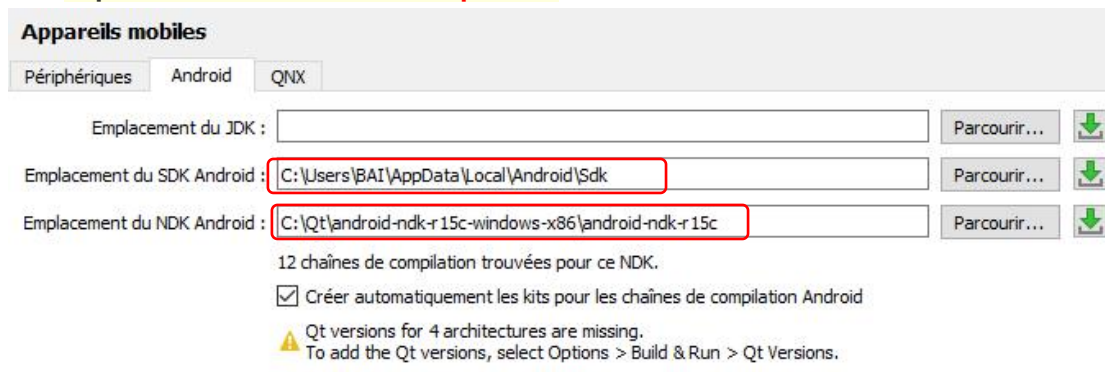 Appareils mobiles
Périphériques Android QNX
Emplacement du JDK : Parcourir...
Emplacement du SDK Android : C:\Users\BAI\AppData\Local\Android\Sdk Parcourir...
Emplacement du NDK Android : C:\Qt\android-ndk-r15c-windows-x86\android-ndk-r15c Parcourir...
12 chaînes de compilation trouvées pour ce NDK.
Créer automatiquement les kits pour les chaînes de compilation Android
Qt versions for 4 architectures are missing.
To add the Qt versions, select Options > Build & Run > Qt Versions.